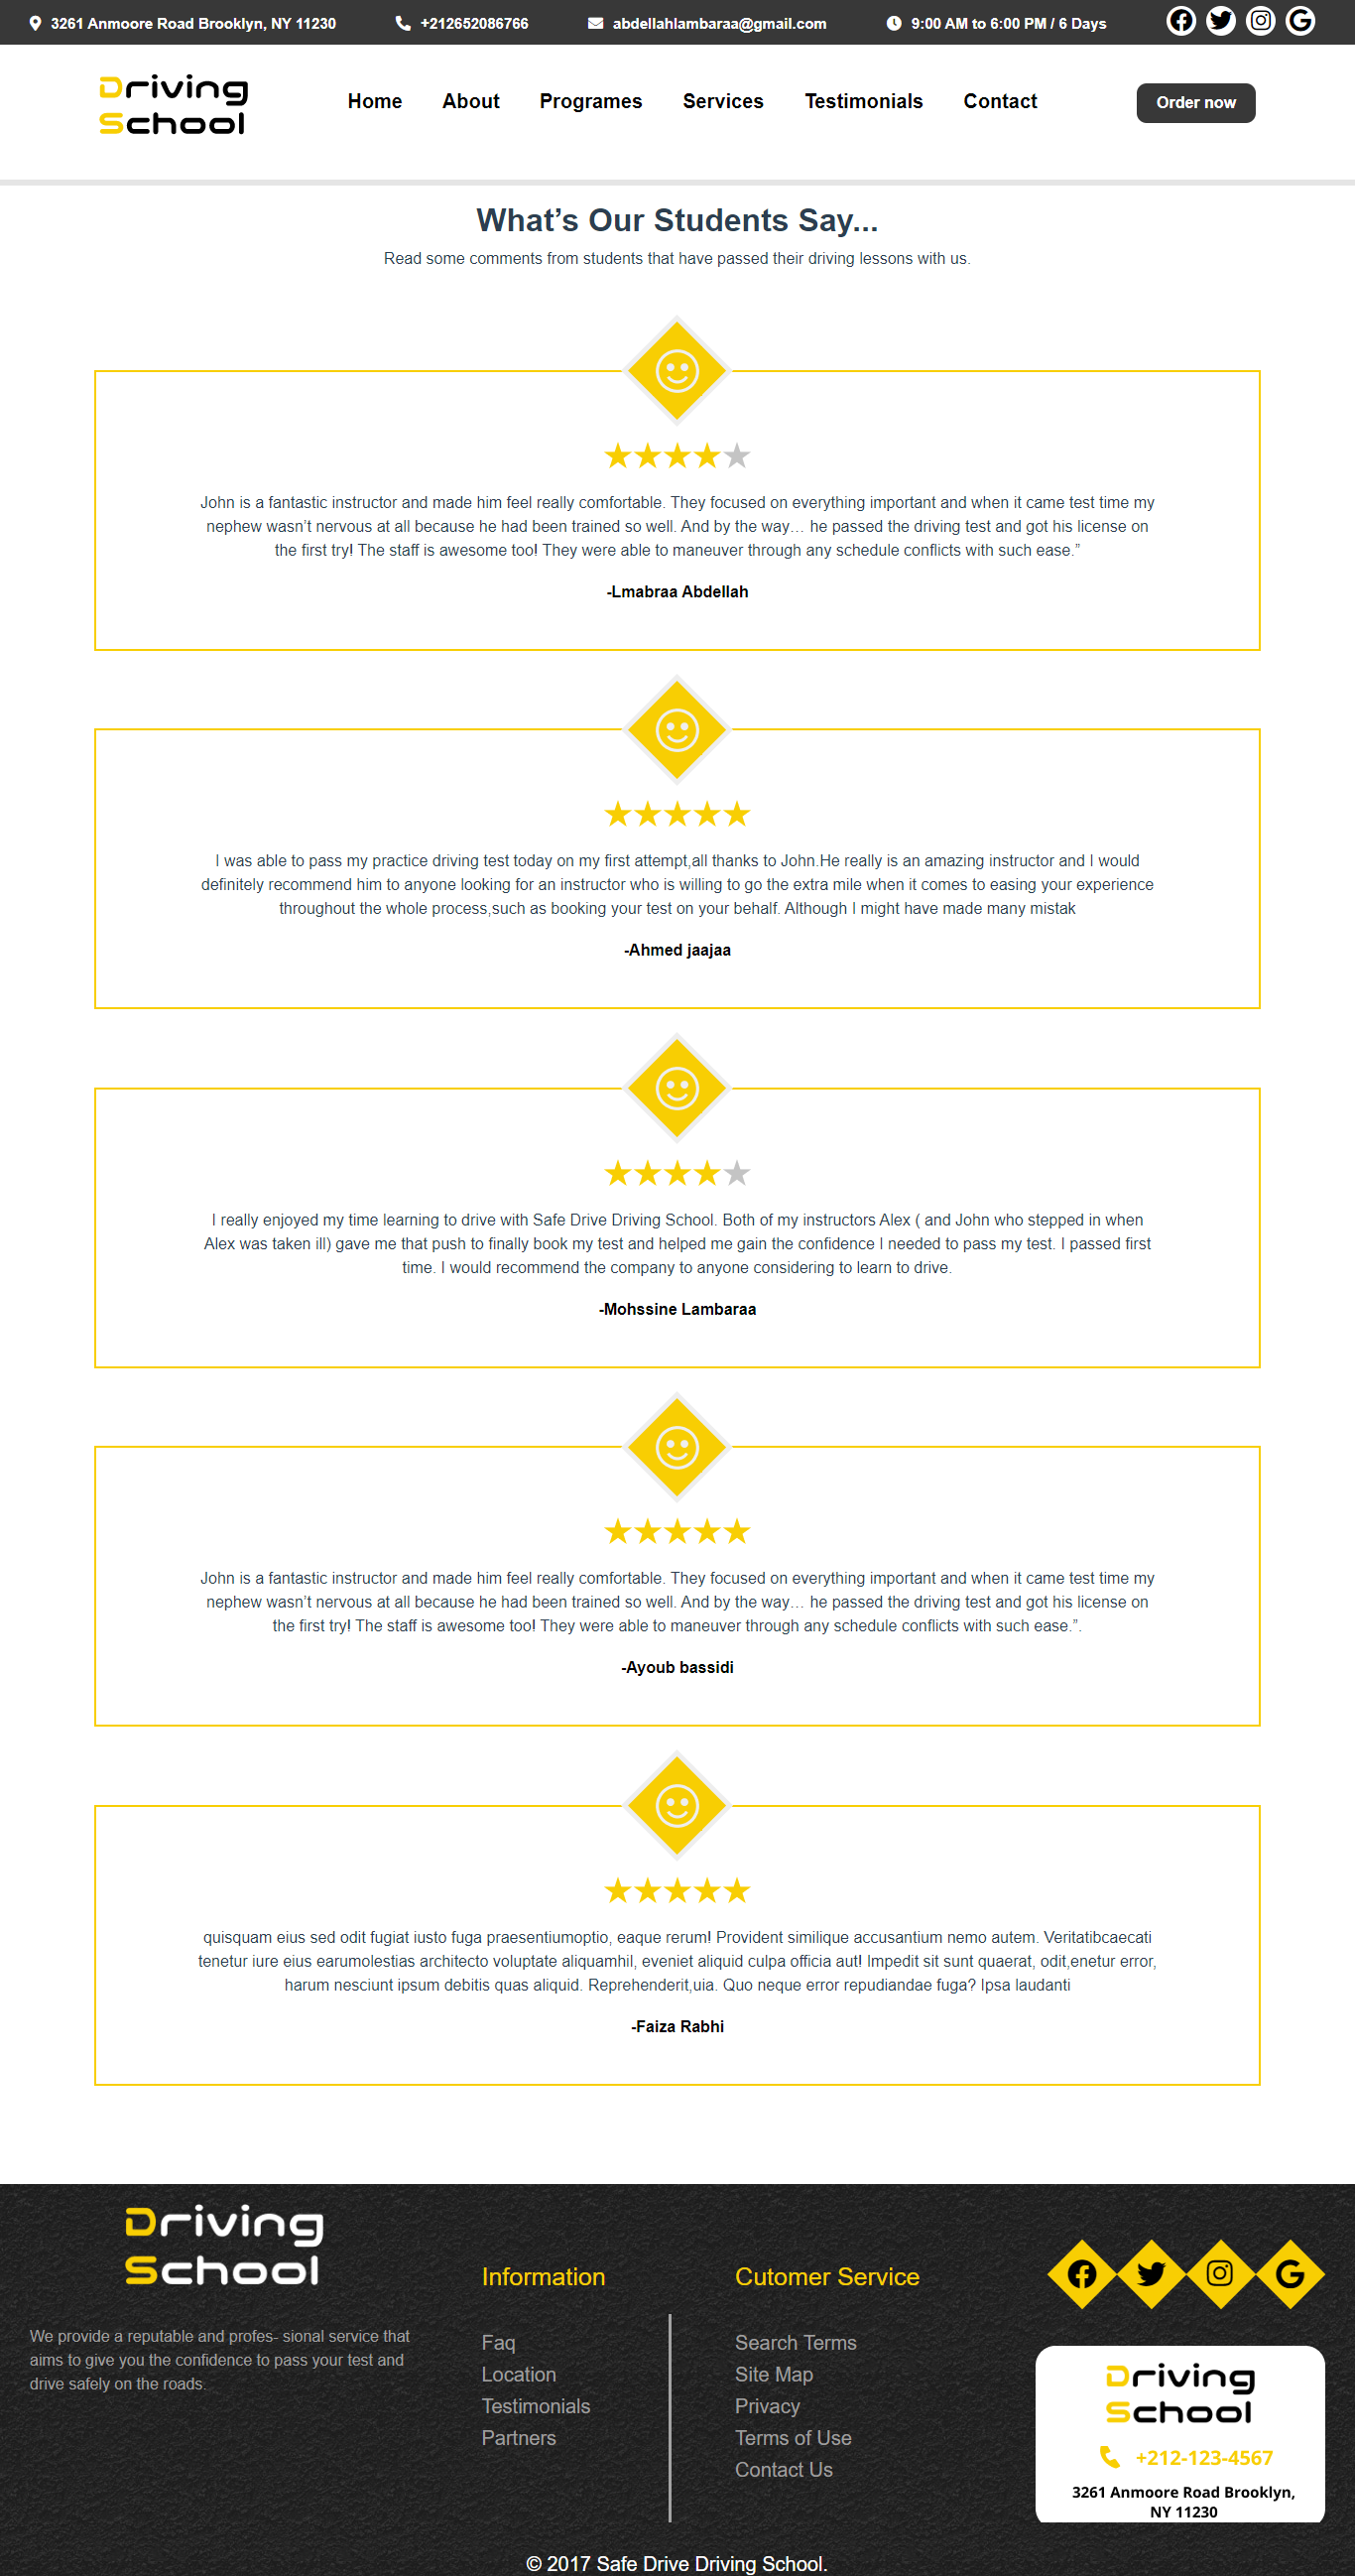 3261 Anmoore Road Brooklyn, NY 11230
+212652086766
abdellahlambaraa@gmail.com
9:00 AM to 6:00 PM / 6 Days
Driving
School
Home
About
Programes
Services
Testimonials
Contact
Order now
What’s Our Students Say...
Read some comments from students that have passed their driving lessons with us.
John is a fantastic instructor and made him feel really comfortable. They focused on everything important and when it came test time my
nephew wasn’t nervous at all because he had been trained so well. And by the way… he passed the driving test and got his license on
the first try! The staff is awesome too! They were able to maneuver through any schedule conflicts with such ease.”
-Lmabraa Abdellah
I was able to pass my practice driving test today on my first attempt,all thanks to John.He really is an amazing instructor and I would
definitely recommend him to anyone looking for an instructor who is willing to go the extra mile when it comes to easing your experience
throughout the whole process,such as booking your test on your behalf. Although I might have made many mistak
-Ahmed jaajaa
I really enjoyed my time learning to drive with Safe Drive Driving School. Both of my instructors Alex ( and John who stepped in when
Alex was taken ill) gave me that push to finally book my test and helped me gain the confidence I needed to pass my test. I passed first
time. I would recommend the company to anyone considering to learn to drive.
-Mohssine Lambaraa
John is a fantastic instructor and made him feel really comfortable. They focused on everything important and when it came test time my
nephew wasn’t nervous at all because he had been trained so well. And by the way… he passed the driving test and got his license on
the first try! The staff is awesome too! They were able to maneuver through any schedule conflicts with such ease.”.
-Ayoub bassidi
quisquam eius sed odit fugiat iusto fuga praesentiumoptio, eaque rerum! Provident similique accusantium nemo autem. Veritatibcaecati
tenetur iure eius earumolestias architecto voluptate aliquamhil, eveniet aliquid culpa officia aut! Impedit sit sunt quaerat, odit,enetur error,
harum nesciunt ipsum debitis quas aliquid. Reprehenderit,uia. Quo neque error repudiandae fuga? Ipsa laudanti
-Faiza Rabhi
Driving
School
We provide a reputable and profes- sional service that
aims to give you the confidence to pass your test and
drive safely on the roads.
Information
Faq
Location
Testimonials
Partners
Cutomer Service
Search Terms
Site Map
Privacy
Terms of Use
Contact Us
Driving
School
+212-123-4567
3261 Anmoore Road Brooklyn,
NY 11230
© 2017 Safe Drive Driving School.